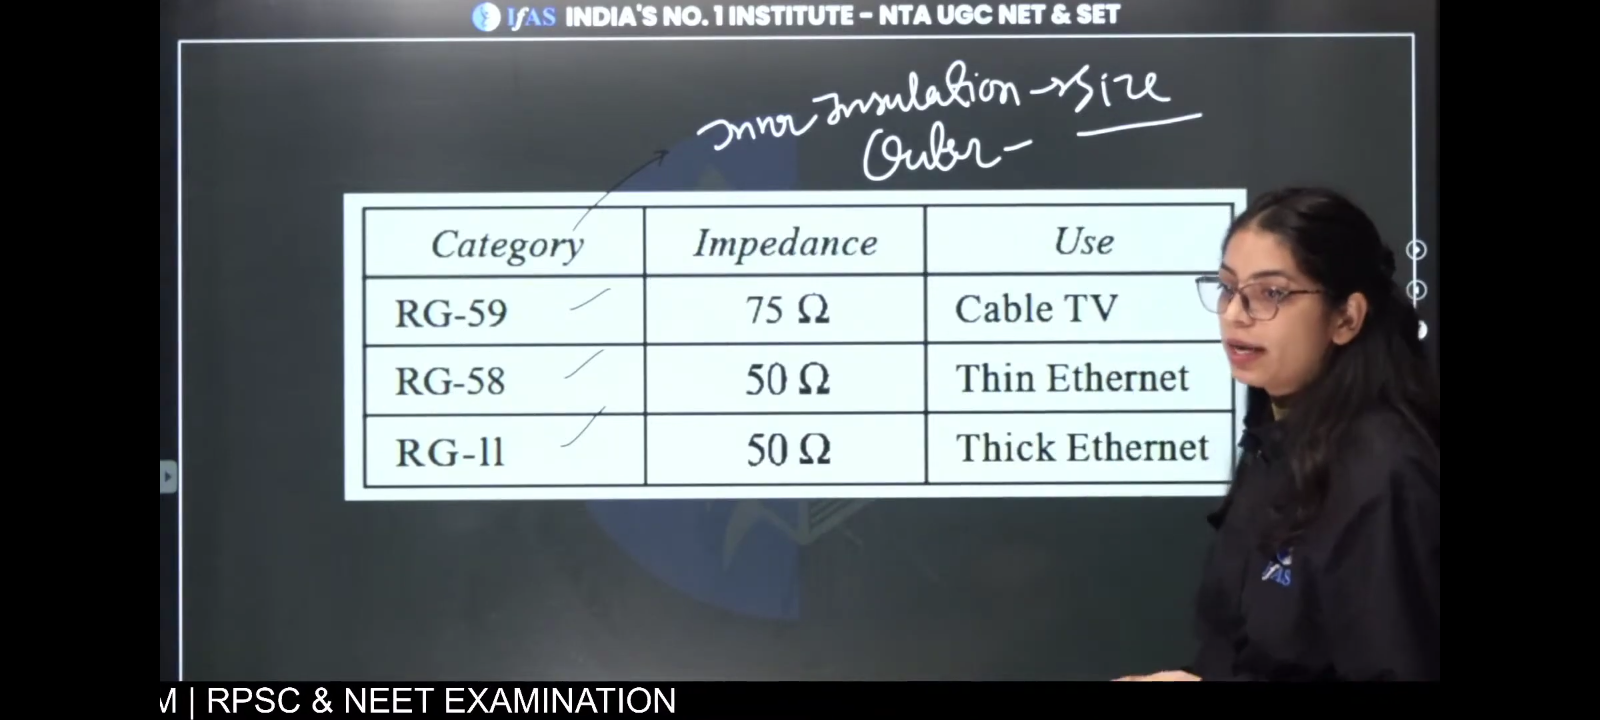 IFAS INDIA'S NO. 1 INSTITUTE - NTA UGC NET & SET
Inner Insulation → Size
Outer -
Category Impedance Use
RG-59 75 Ω Cable TV
RG-58 50 Ω Thin Ethernet
RG-11 50 Ω Thick Ethernet
IFAS
M | RPSC & NEET EXAMINATION